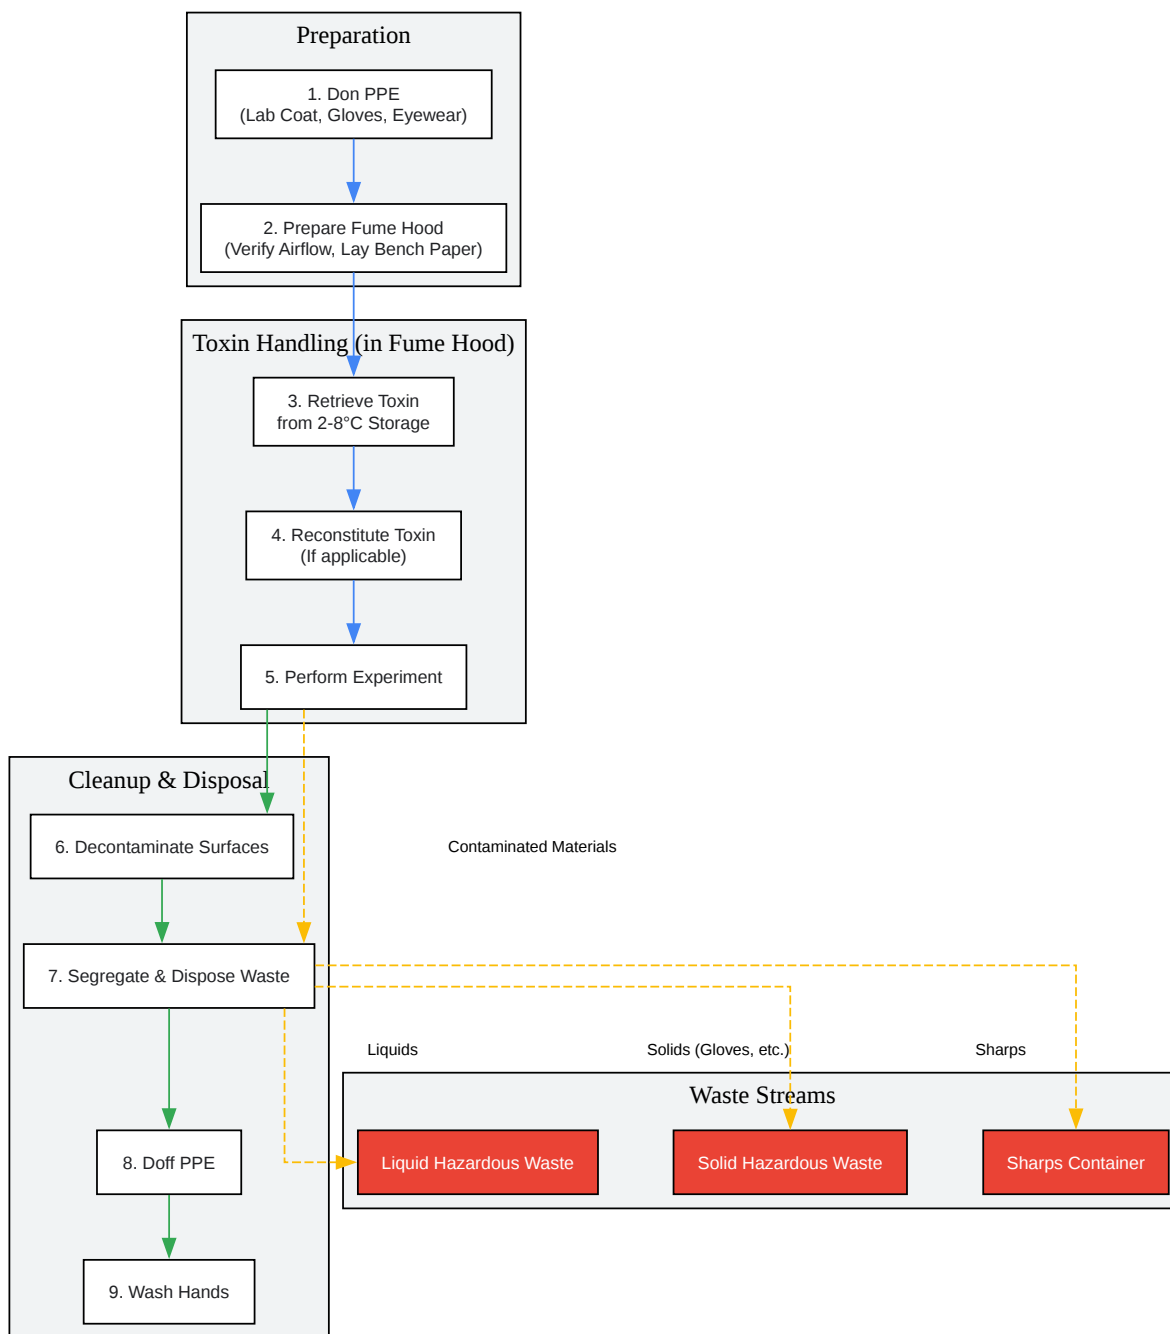 Preparation
1. Don PPE
(Lab Coat, Gloves, Eyewear)
2. Prepare Fume Hood
(Verify Airflow, Lay Bench Paper)
Toxin Handling (in Fume Hood)
3. Retrieve Toxin
from 2-8°C Storage
4. Reconstitute Toxin
(If applicable)
5. Perform Experiment
Cleanup & Disposal
6. Decontaminate Surfaces
Contaminated Materials
7. Segregate & Dispose Waste
Liquids
Solids (Gloves, etc.)
Sharps
Waste Streams
8. Doff PPE
Liquid Hazardous Waste
Solid Hazardous Waste
Sharps Container
9. Wash Hands